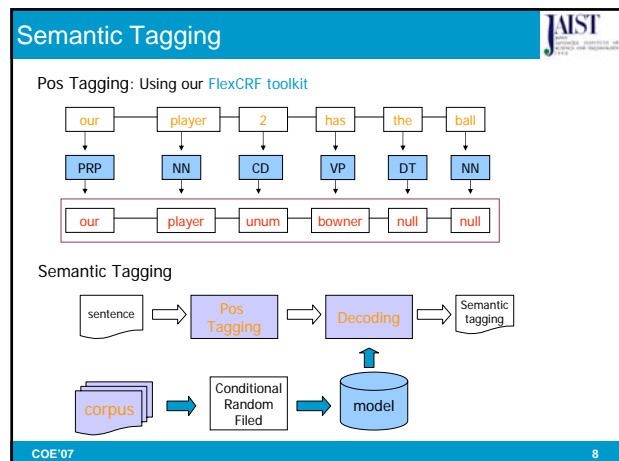 Semantic Tagging
JAIST
Pos Tagging: Using our FlexCRF toolkit
our player 2 has the ball
PRP NN CD VP DT NN
our player unum bowner null null
Semantic Tagging
sentence
Pos
Tagging
Decoding
Semantic
tagging
corpus
Conditional
Random
Filed
model
COE'07 8